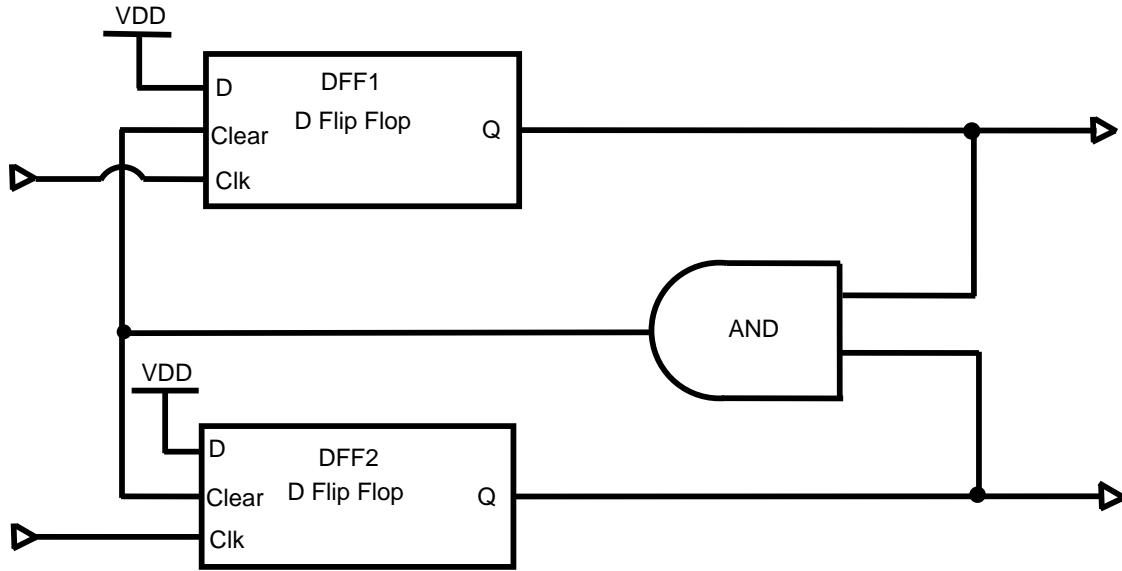 VDD
DFF1
D
D Flip Flop
Q
Clear
Clk
AND
VDD
D
DFF2
D Flip Flop
Q
Clear
Clk